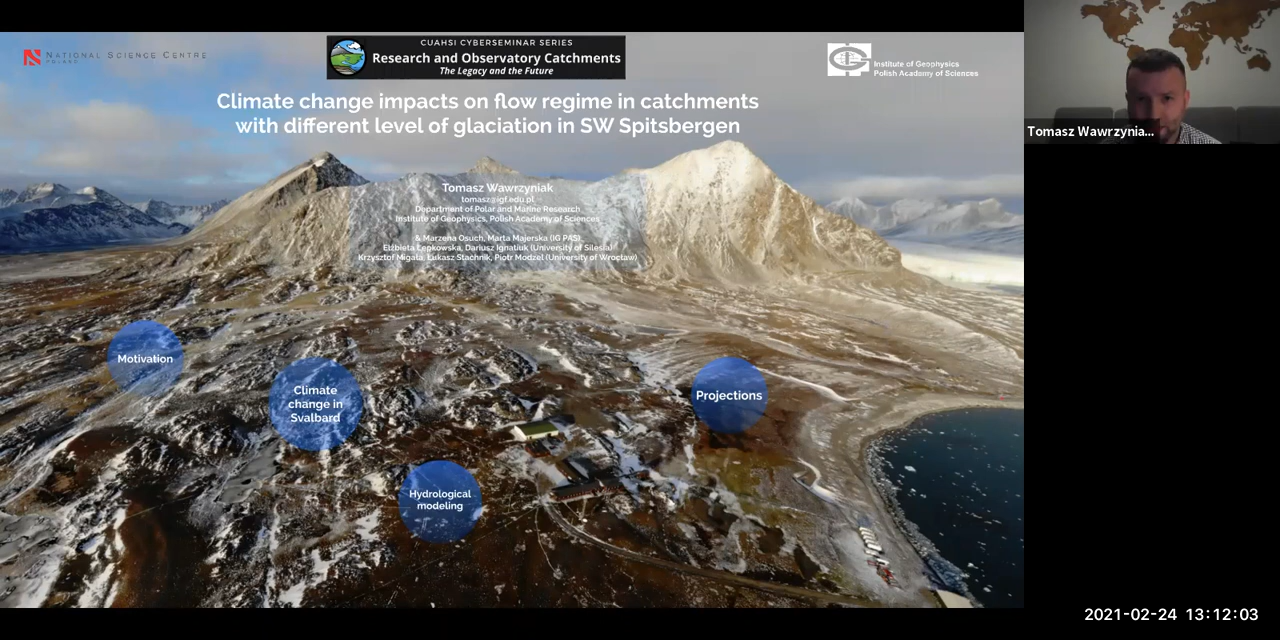 NATIONAL SCIENCE CENTRE
POLAND
CUAHSI CYBERSEMINAR SERIES
Research and Observatory Catchments
The Legacy and the Future
Institute of Geophysics
Polish Academy of Sciences
Climate change impacts on flow regime in catchments
with different level of glaciation in SW Spitsbergen
Tomasz Wawrzyniak
tomasz@igf.edu.pl
Department of Polar and Marine Research
Institute of Geophysics, Polish Academy of Sciences
& Marzena Osuch, Marta Majerska (IG PAS)
Elżbieta Łepkowska, Dariusz Ignatiuk (University of Silesia)
Krzysztof Migała, Łukasz Stachnik, Piotr Modzel (University of Wrocław)
Motivation
Climate
change in
Svalbard
Hydrological
modeling
Projections
Tomasz Wawrzynia...
2021-02-24 13:12:03